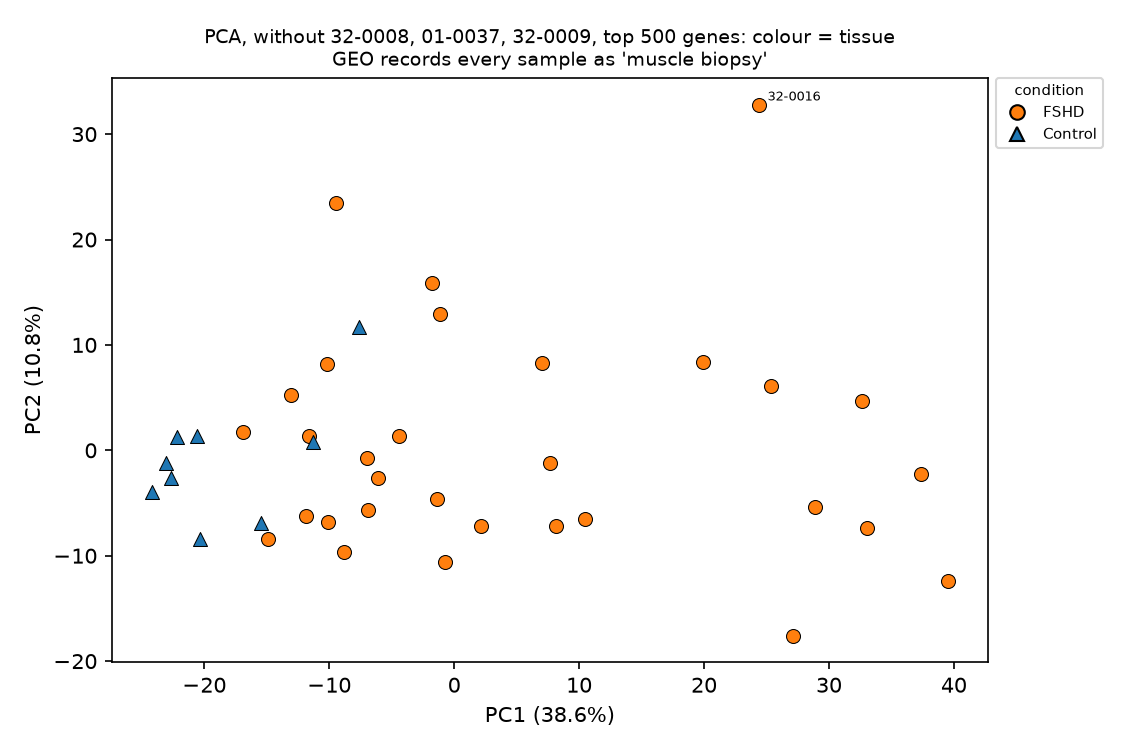 PCA, without 32-0008, 01-0037, 32-0009, top 500 genes: colour = tissue
GEO records every sample as 'muscle biopsy'
condition
FSHD
Control
32-0016
PC2 (10.8%)
30
20
10
0
−10
−20
−20
−10
0
10
20
30
40
PC1 (38.6%)